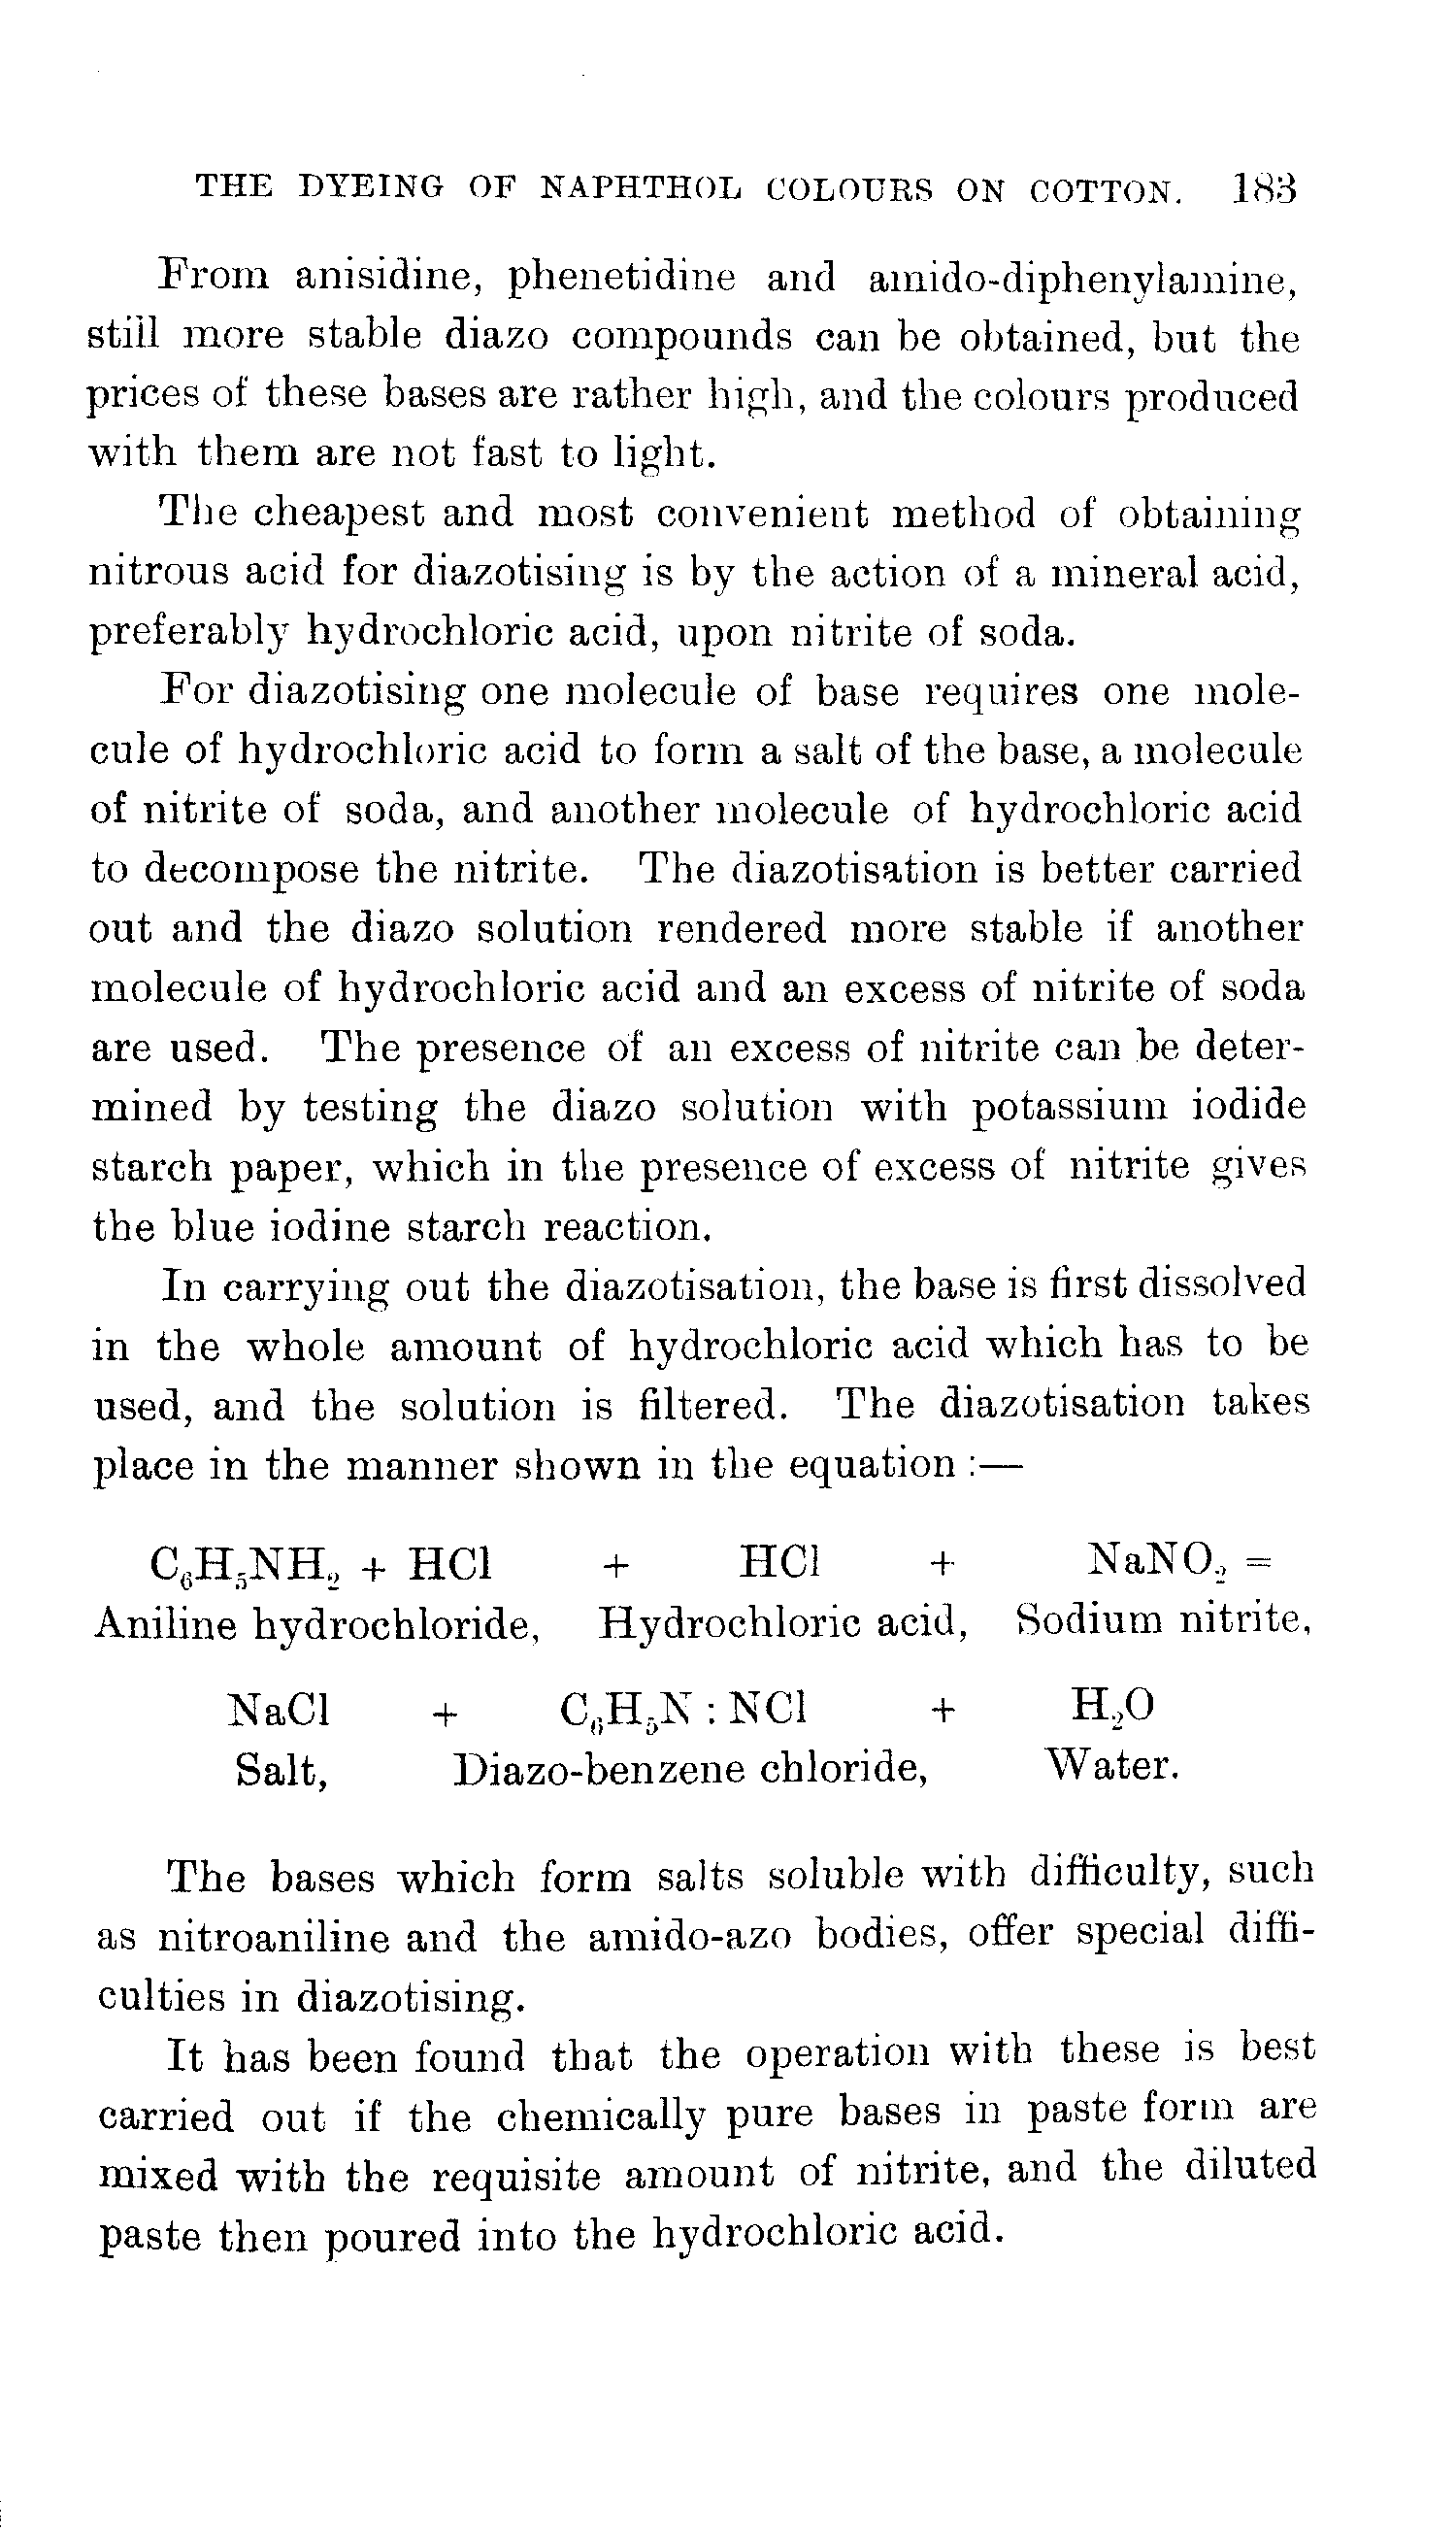 THE DYEING OF NAPHTHOL COLOURS ON COTTON. 183
From anisidine, phenetidine and amido-diphenylamine,
still more stable diazo compounds can be obtained, but the
prices of these bases are rather high, and the colours produced
with them are not fast to light.
The cheapest and most convenient method of obtaining
nitrous acid for diazotising is by the action of a mineral acid,
preferably hydrochloric acid, upon nitrite of soda.
For diazotising one molecule of base requires one mole-
cule of hydrochloric acid to form a salt of the base, a molecule
of nitrite of soda, and another molecule of hydrochloric acid
to decompose the nitrite. The diazotisation is better carried
out and the diazo solution rendered more stable if another
molecule of hydrochloric acid and an excess of nitrite of soda
are used. The presence of an excess of nitrite can be deter-
mined by testing the diazo solution with potassium iodide
starch paper, which in the presence of excess of nitrite gives
the blue iodine starch reaction.
In carrying out the diazotisation, the base is first dissolved
in the whole amount of hydrochloric acid which has to be
used, and the solution is filtered. The diazotisation takes
place in the manner shown in the equation :—
C₆H₅NH₂ + HCl + HCl + NaNO₂ =
Aniline hydrochloride, Hydrochloric acid, Sodium nitrite,
NaCl + C₆H₅N : NCl + H₂O
Salt, Diazo-benzene chloride, Water.
The bases which form salts soluble with difficulty, such
as nitroaniline and the amido-azo bodies, offer special diffi-
culties in diazotising.
It has been found that the operation with these is best
carried out if the chemically pure bases in paste form are
mixed with the requisite amount of nitrite, and the diluted
paste then poured into the hydrochloric acid.